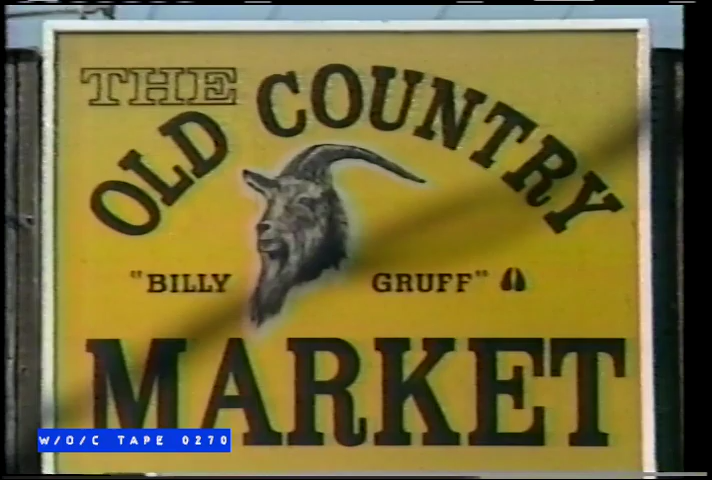 THE
OLD COUNTRY
"BILLY GRUFF"
MARKET
W/O/C TAPE 0270